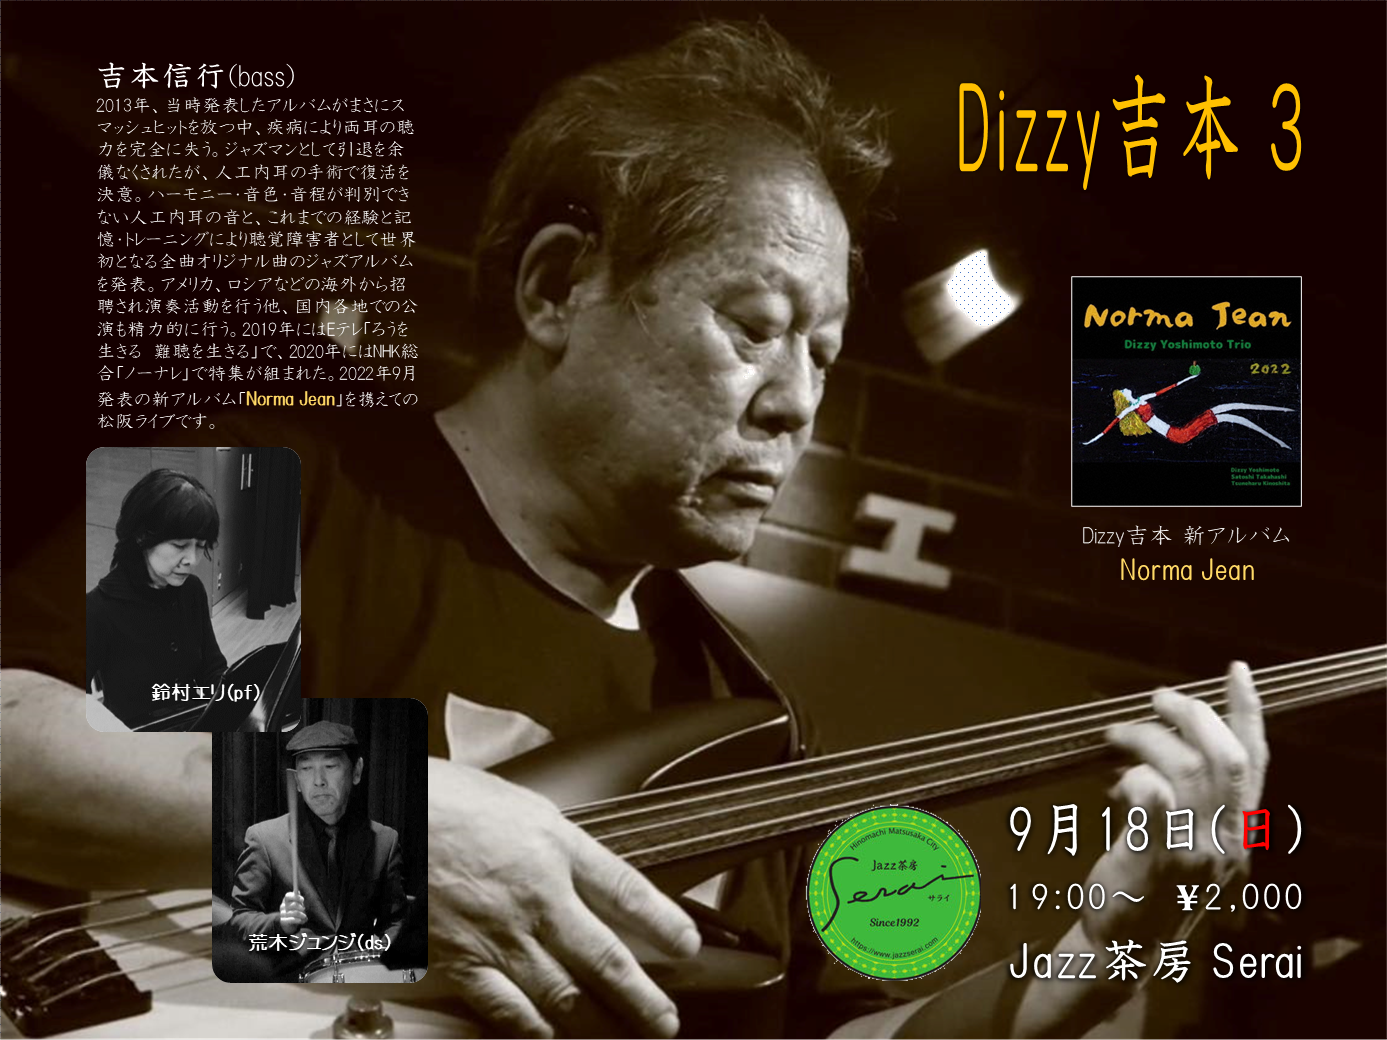 吉本信行(bass)
2013年、当時発表したアルバムがまさにス
マッシュヒットを放つ中、疾病により両耳の聴
力を完全に失う。ジャズマンとして引退を余
儀なくされたが、人工内耳の手術で復活を
決意。ハーモニー・音色・音程が判別でき
ない人工内耳の音と、これまでの経験と記
憶・トレーニングにより聴覚障害者として世界
初となる全曲オリジナル曲のジャズアルバム
を発表。アメリカ、ロシアなどの海外から招
聘され演奏活動を行う他、国内各地での公
演も精力的に行う。2019年にはEテレ「ろうを
生きる 難聴を生きる」で、2020年にはNHK総
合「ノーナレ」で特集が組まれた。2022年9月
発表の新アルバム「Norma Jean」を携えての
松阪ライブです。
鈴村エリ(pf)
荒木ジュンジ(ds.)
Dizzy吉本 3
Norma Jean
Dizzy Yoshimoto Trio
2022
Dizzy Yoshimoto
Satoshi Takahashi
Tsuneharu Kinoshita
Dizzy吉本 新アルバム
Norma Jean
Hinomachi Matsusaka City
Jazz茶房
Serai
サライ
Since1992
https://www.jazzserai.com
9月18日(日)
19:00〜 ¥2,000
Jazz茶房 Serai